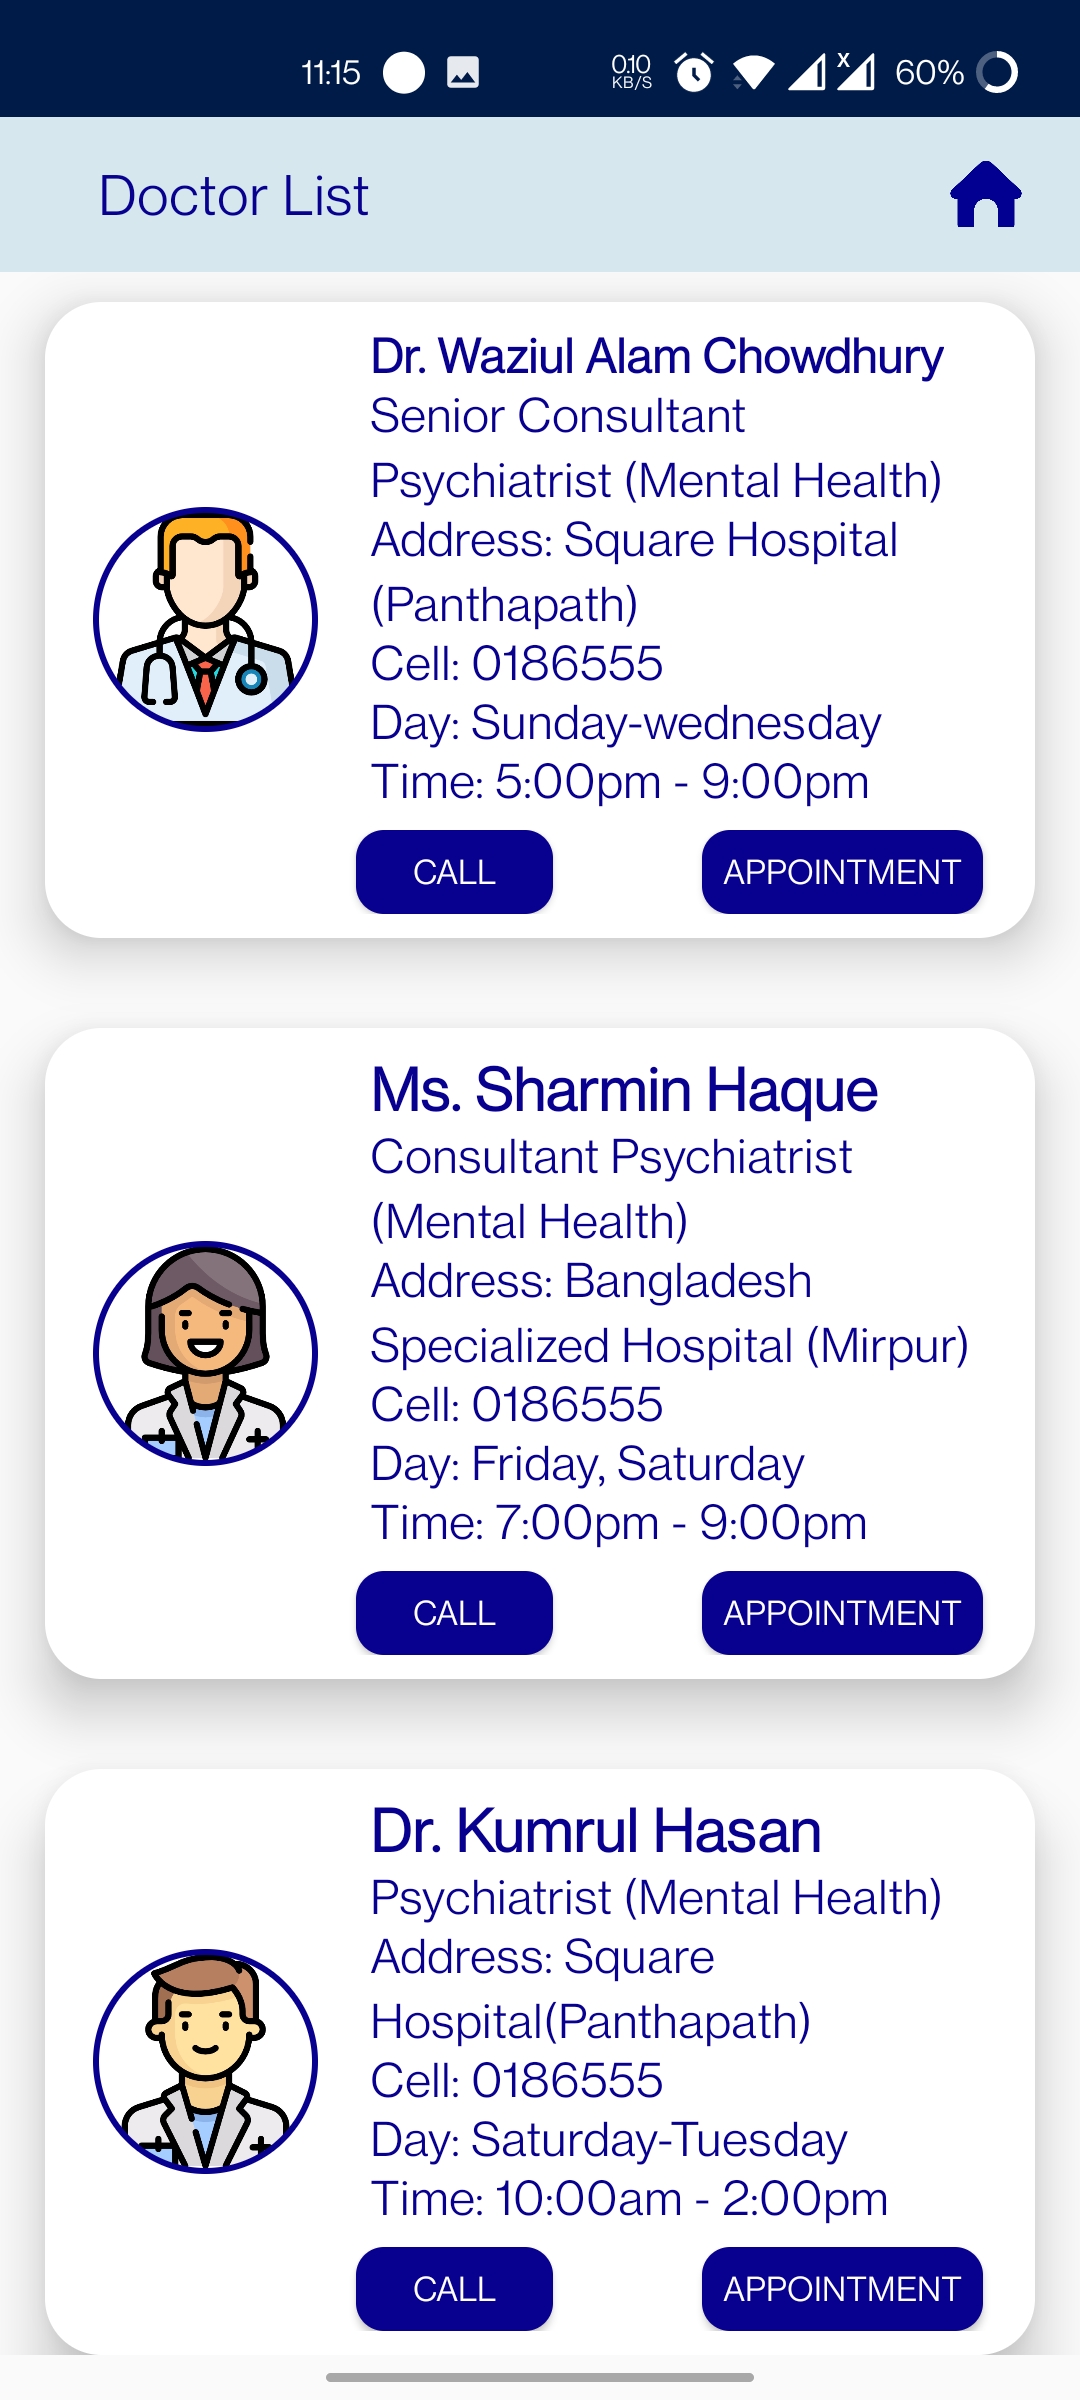 11:15
0.10
KB/S
x
60%
Doctor List
Dr. Waziul Alam Chowdhury
Senior Consultant
Psychiatrist (Mental Health)
Address: Square Hospital
(Panthapath)
Cell: 0186555
Day: Sunday-wednesday
Time: 5:00pm - 9:00pm
CALL
APPOINTMENT
Ms. Sharmin Haque
Consultant Psychiatrist
(Mental Health)
Address: Bangladesh
Specialized Hospital (Mirpur)
Cell: 0186555
Day: Friday, Saturday
Time: 7:00pm - 9:00pm
CALL
APPOINTMENT
Dr. Kumrul Hasan
Psychiatrist (Mental Health)
Address: Square
Hospital(Panthapath)
Cell: 0186555
Day: Saturday-Tuesday
Time: 10:00am - 2:00pm
CALL
APPOINTMENT